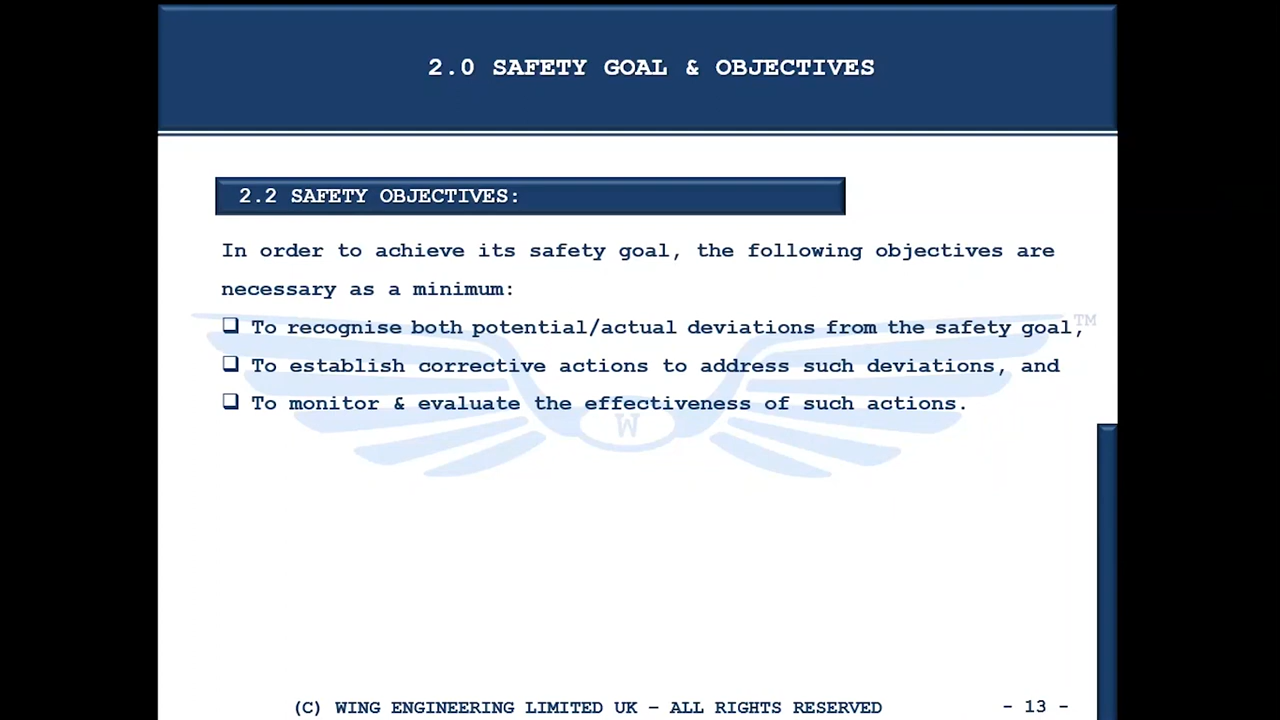 2.0 SAFETY GOAL & OBJECTIVES
2.2 SAFETY OBJECTIVES:
In order to achieve its safety goal, the following objectives are
necessary as a minimum:
❑ To recognise both potential/actual deviations from the safety goal,
TM
❑ To establish corrective actions to address such deviations, and
❑ To monitor & evaluate the effectiveness of such actions.
W
(C) WING ENGINEERING LIMITED UK – ALL RIGHTS RESERVED
- 13 -